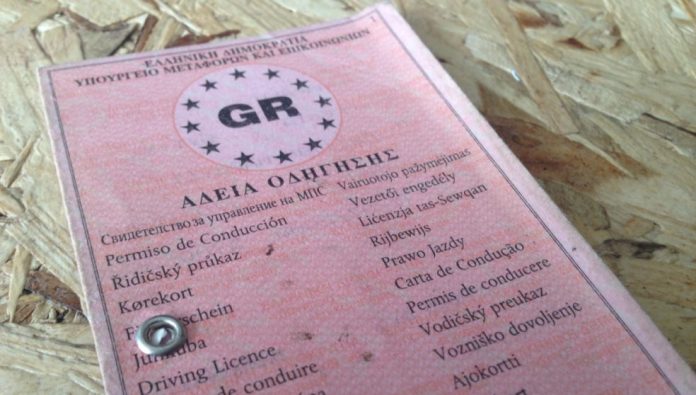 1
ΕΛΛΗΝΙΚΗ ΔΗΜΟΚΡΑΤΙΑ
ΥΠΟΥΡΓΕΙΟ ΜΕΤΑΦΟΡΩΝ ΚΑΙ ΕΠΙΚΟΙΝΩΝΙΩΝ
GR
ΑΔΕΙΑ ΟΔΗΓΗΣΗΣ
Свидетелство за управление на МПС
Permiso de Conducción
Řidičský průkaz
Kørekort
Driving Licence
de conduire
Vairuotojo pažymėjimas
Vezetői engedély
Liċenzja tas-Sewqan
Rijbewijs
Prawo Jazdy
Carta de Condução
Permis de conducere
Vodičský preukaz
Vozniško dovoljenje
Ajokortti